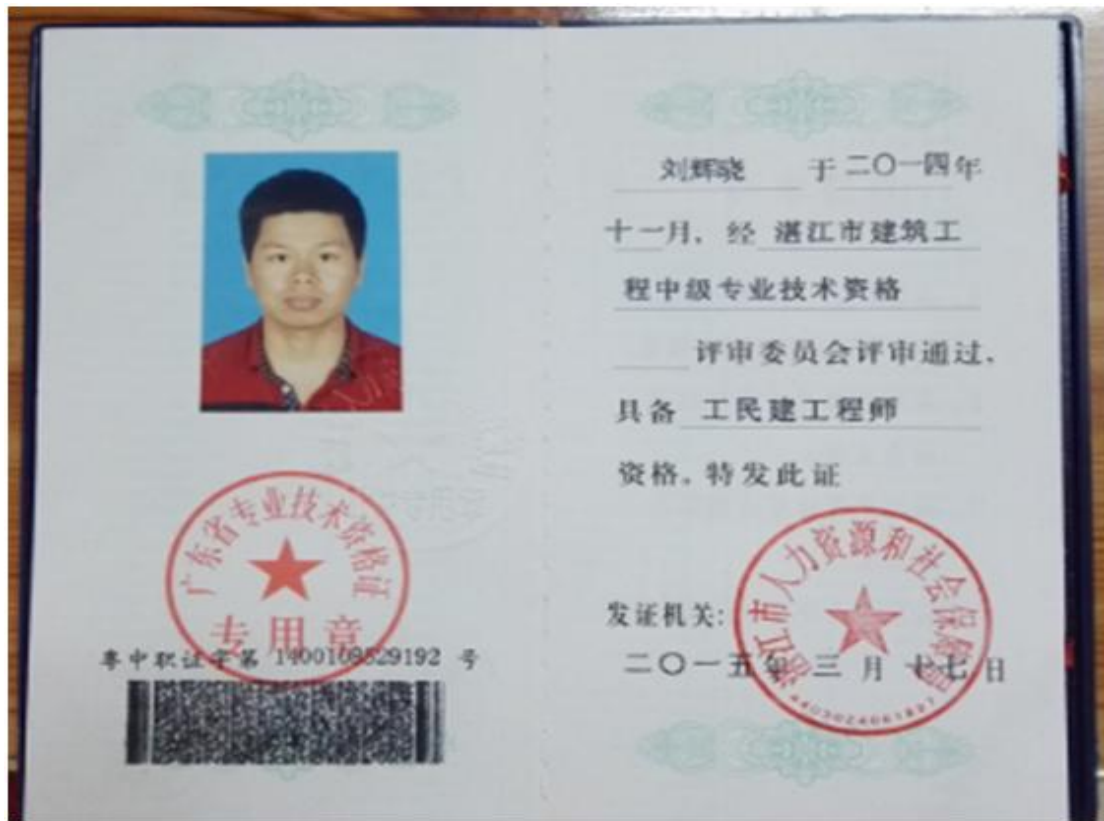 广东省专业技术资格证
专用章
粤中职证字第 1400109529192 号
刘辉晓 于二〇一四年
十一月，经 湛江市建筑工
程中级专业技术资格
评审委员会评审通过，
具备 工民建工程师
资格。特发此证
湛江市人力资源和社会保障局
发证机关：
二〇一五年 三 月 十七 日